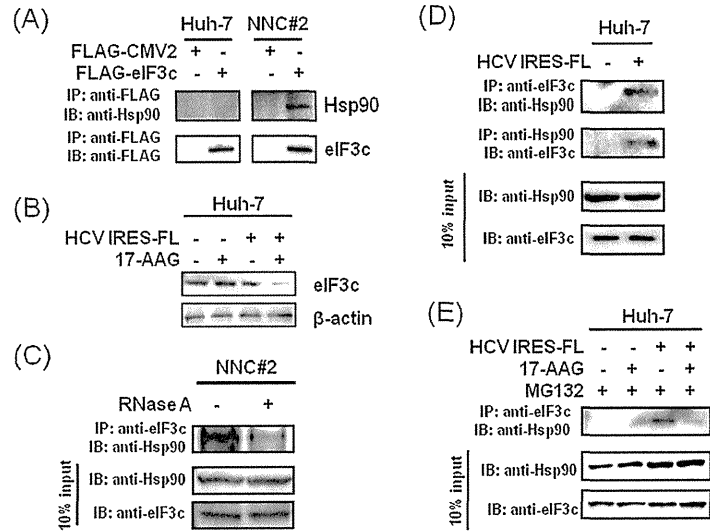 (A)
Huh-7 NNC#2
FLAG-CMV2 + - + -
FLAG-eIF3c - + - +
IP: anti-FLAG
IB: anti-Hsp90
Hsp90
IP: anti-FLAG
IB: anti-FLAG
eIF3c
(B)
Huh-7
HCV IRES-FL - - + +
17-AAG - + - +
eIF3c
β-actin
(C)
NNC#2
RNase A - +
IP: anti-eIF3c
IB: anti-Hsp90
10% input
IB: anti-Hsp90
IB: anti-eIF3c
(D)
Huh-7
HCV IRES-FL - +
IP: anti-eIF3c
IB: anti-Hsp90
IP: anti-Hsp90
IB: anti-eIF3c
10% input
IB: anti-Hsp90
IB: anti-eIF3c
(E)
Huh-7
HCV IRES-FL - - + +
17-AAG - + - +
MG132 + + + +
IP: anti-eIF3c
IB: anti-Hsp90
10% input
IB: anti-Hsp90
IB: anti-eIF3c